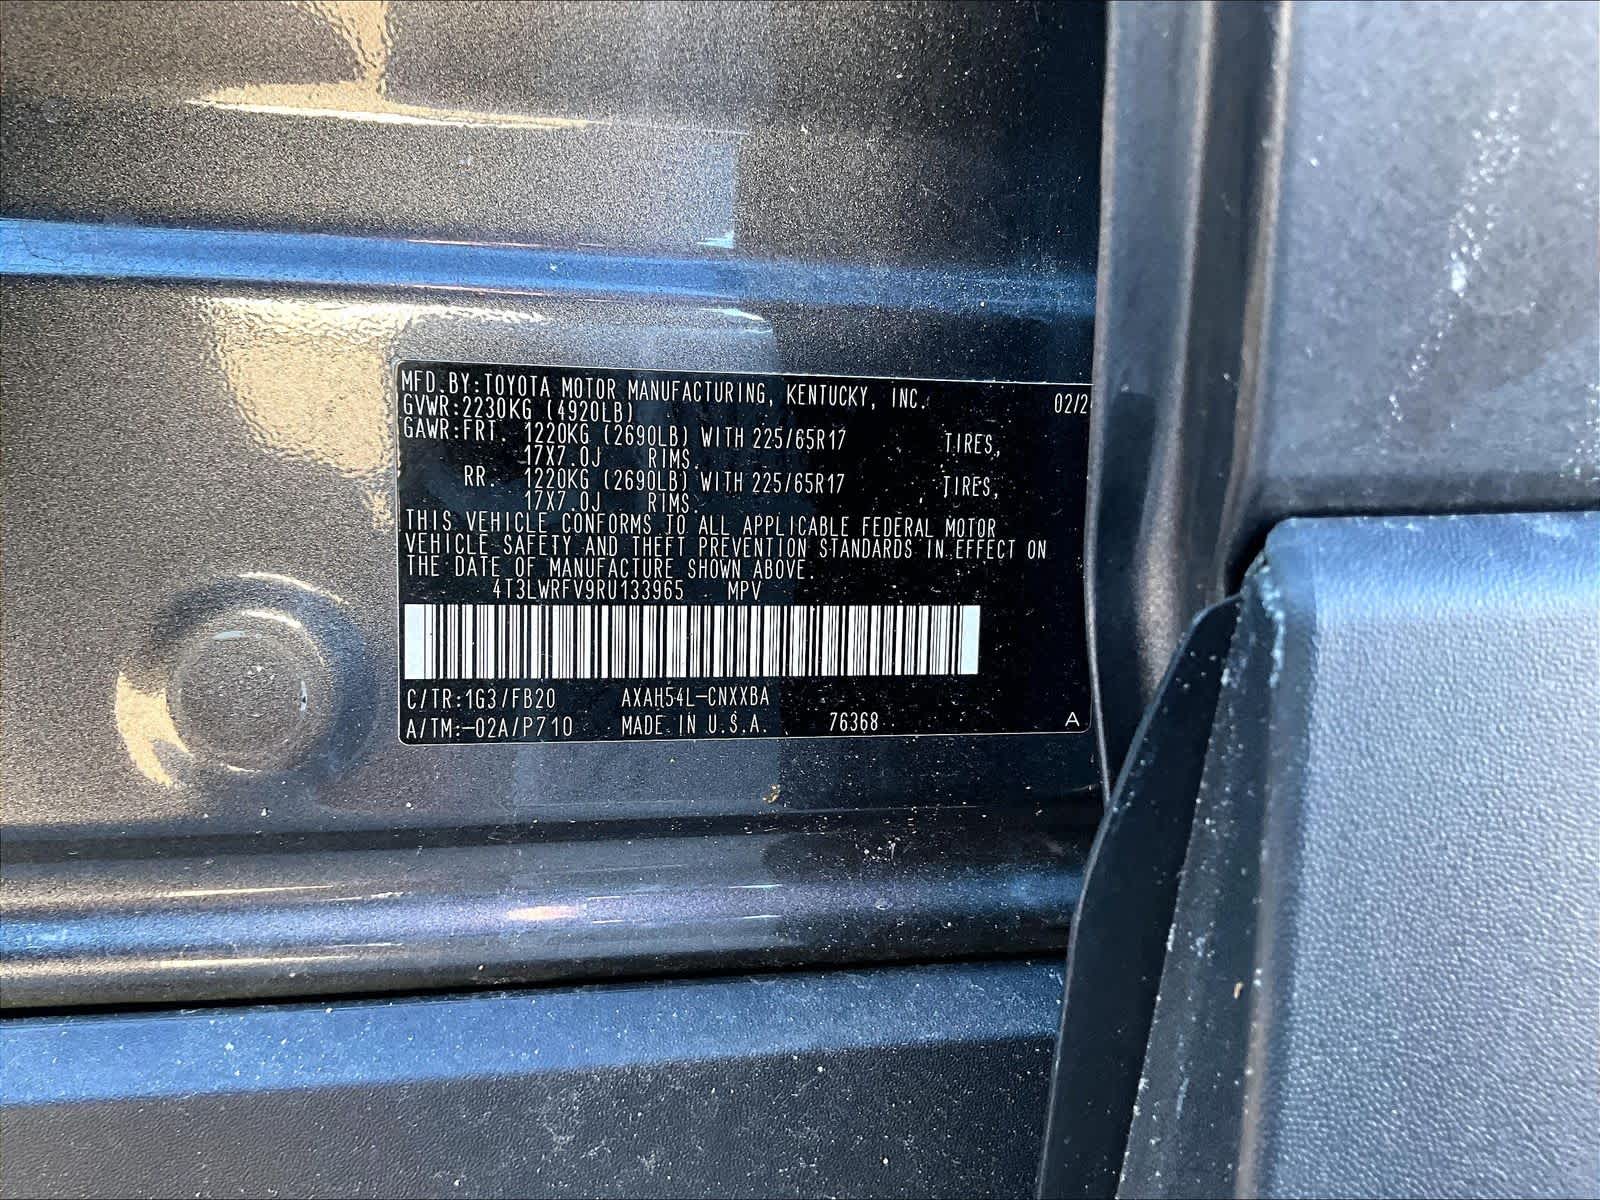 MFD.BY:TOYOTA MOTOR MANUFACTURING, KENTUCKY, INC. 02/2
GVWR:2230KG (4920LB)
GAWR:FRT. 1220KG (2690LB) WITH 225/65R17 TIRES,
17X7.0J RIMS,
RR. 1220KG (2690LB) WITH 225/65R17 TIRES,
17X7.0J RIMS.
THIS VEHICLE CONFORMS TO ALL APPLICABLE FEDERAL MOTOR
VEHICLE SAFETY AND THEFT PREVENTION STANDARDS IN EFFECT ON
THE DATE OF MANUFACTURE SHOWN ABOVE.
4T3LWRFV9RU133965 MPV
C/TR:1G3/FB20 AXAH54L-CNXXBA
A/TM:-02A/P710 MADE IN U.S.A. 76368 A